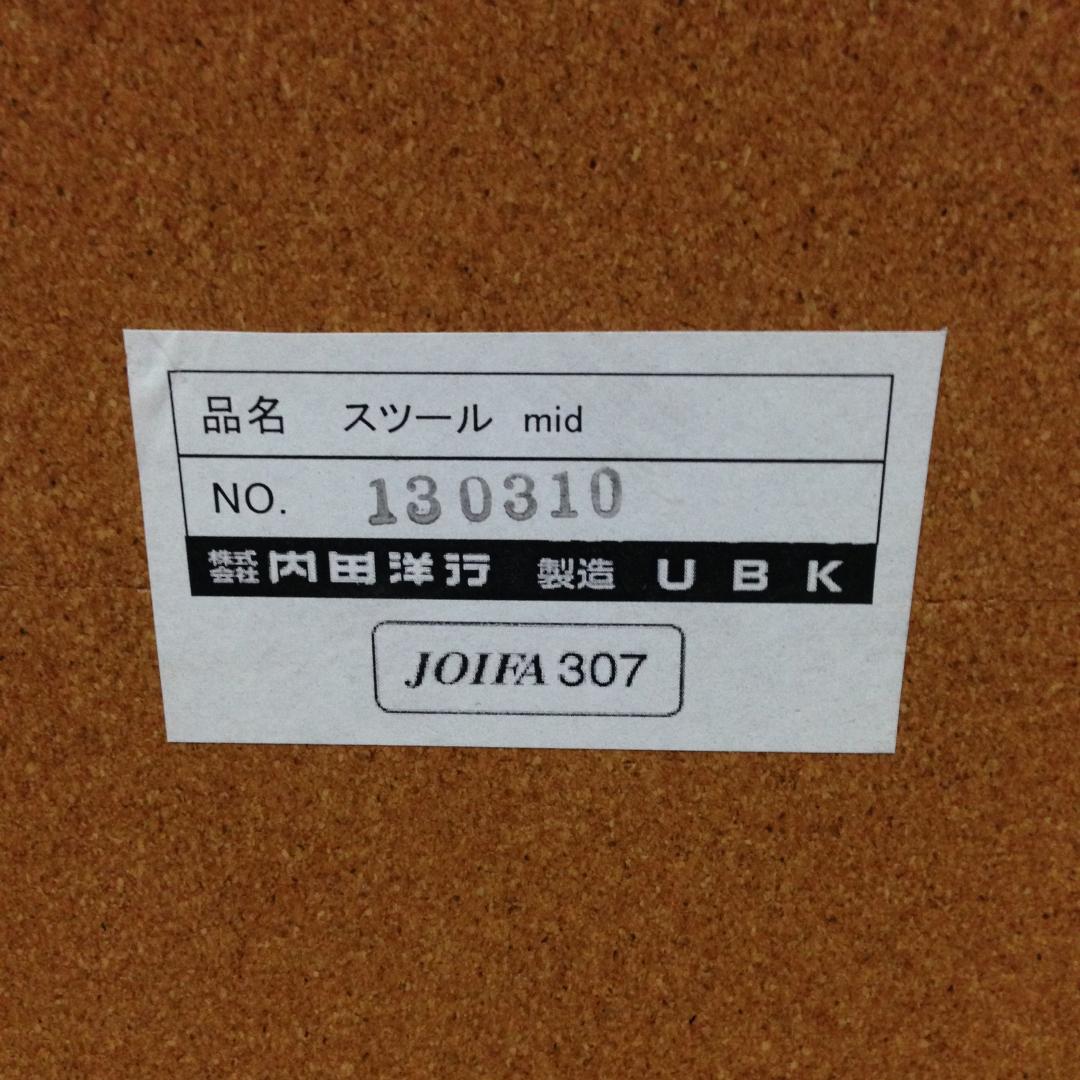 品名 スツール mid
NO. 130310
株式会社 内田洋行 製造 UBK
JOIFA 307